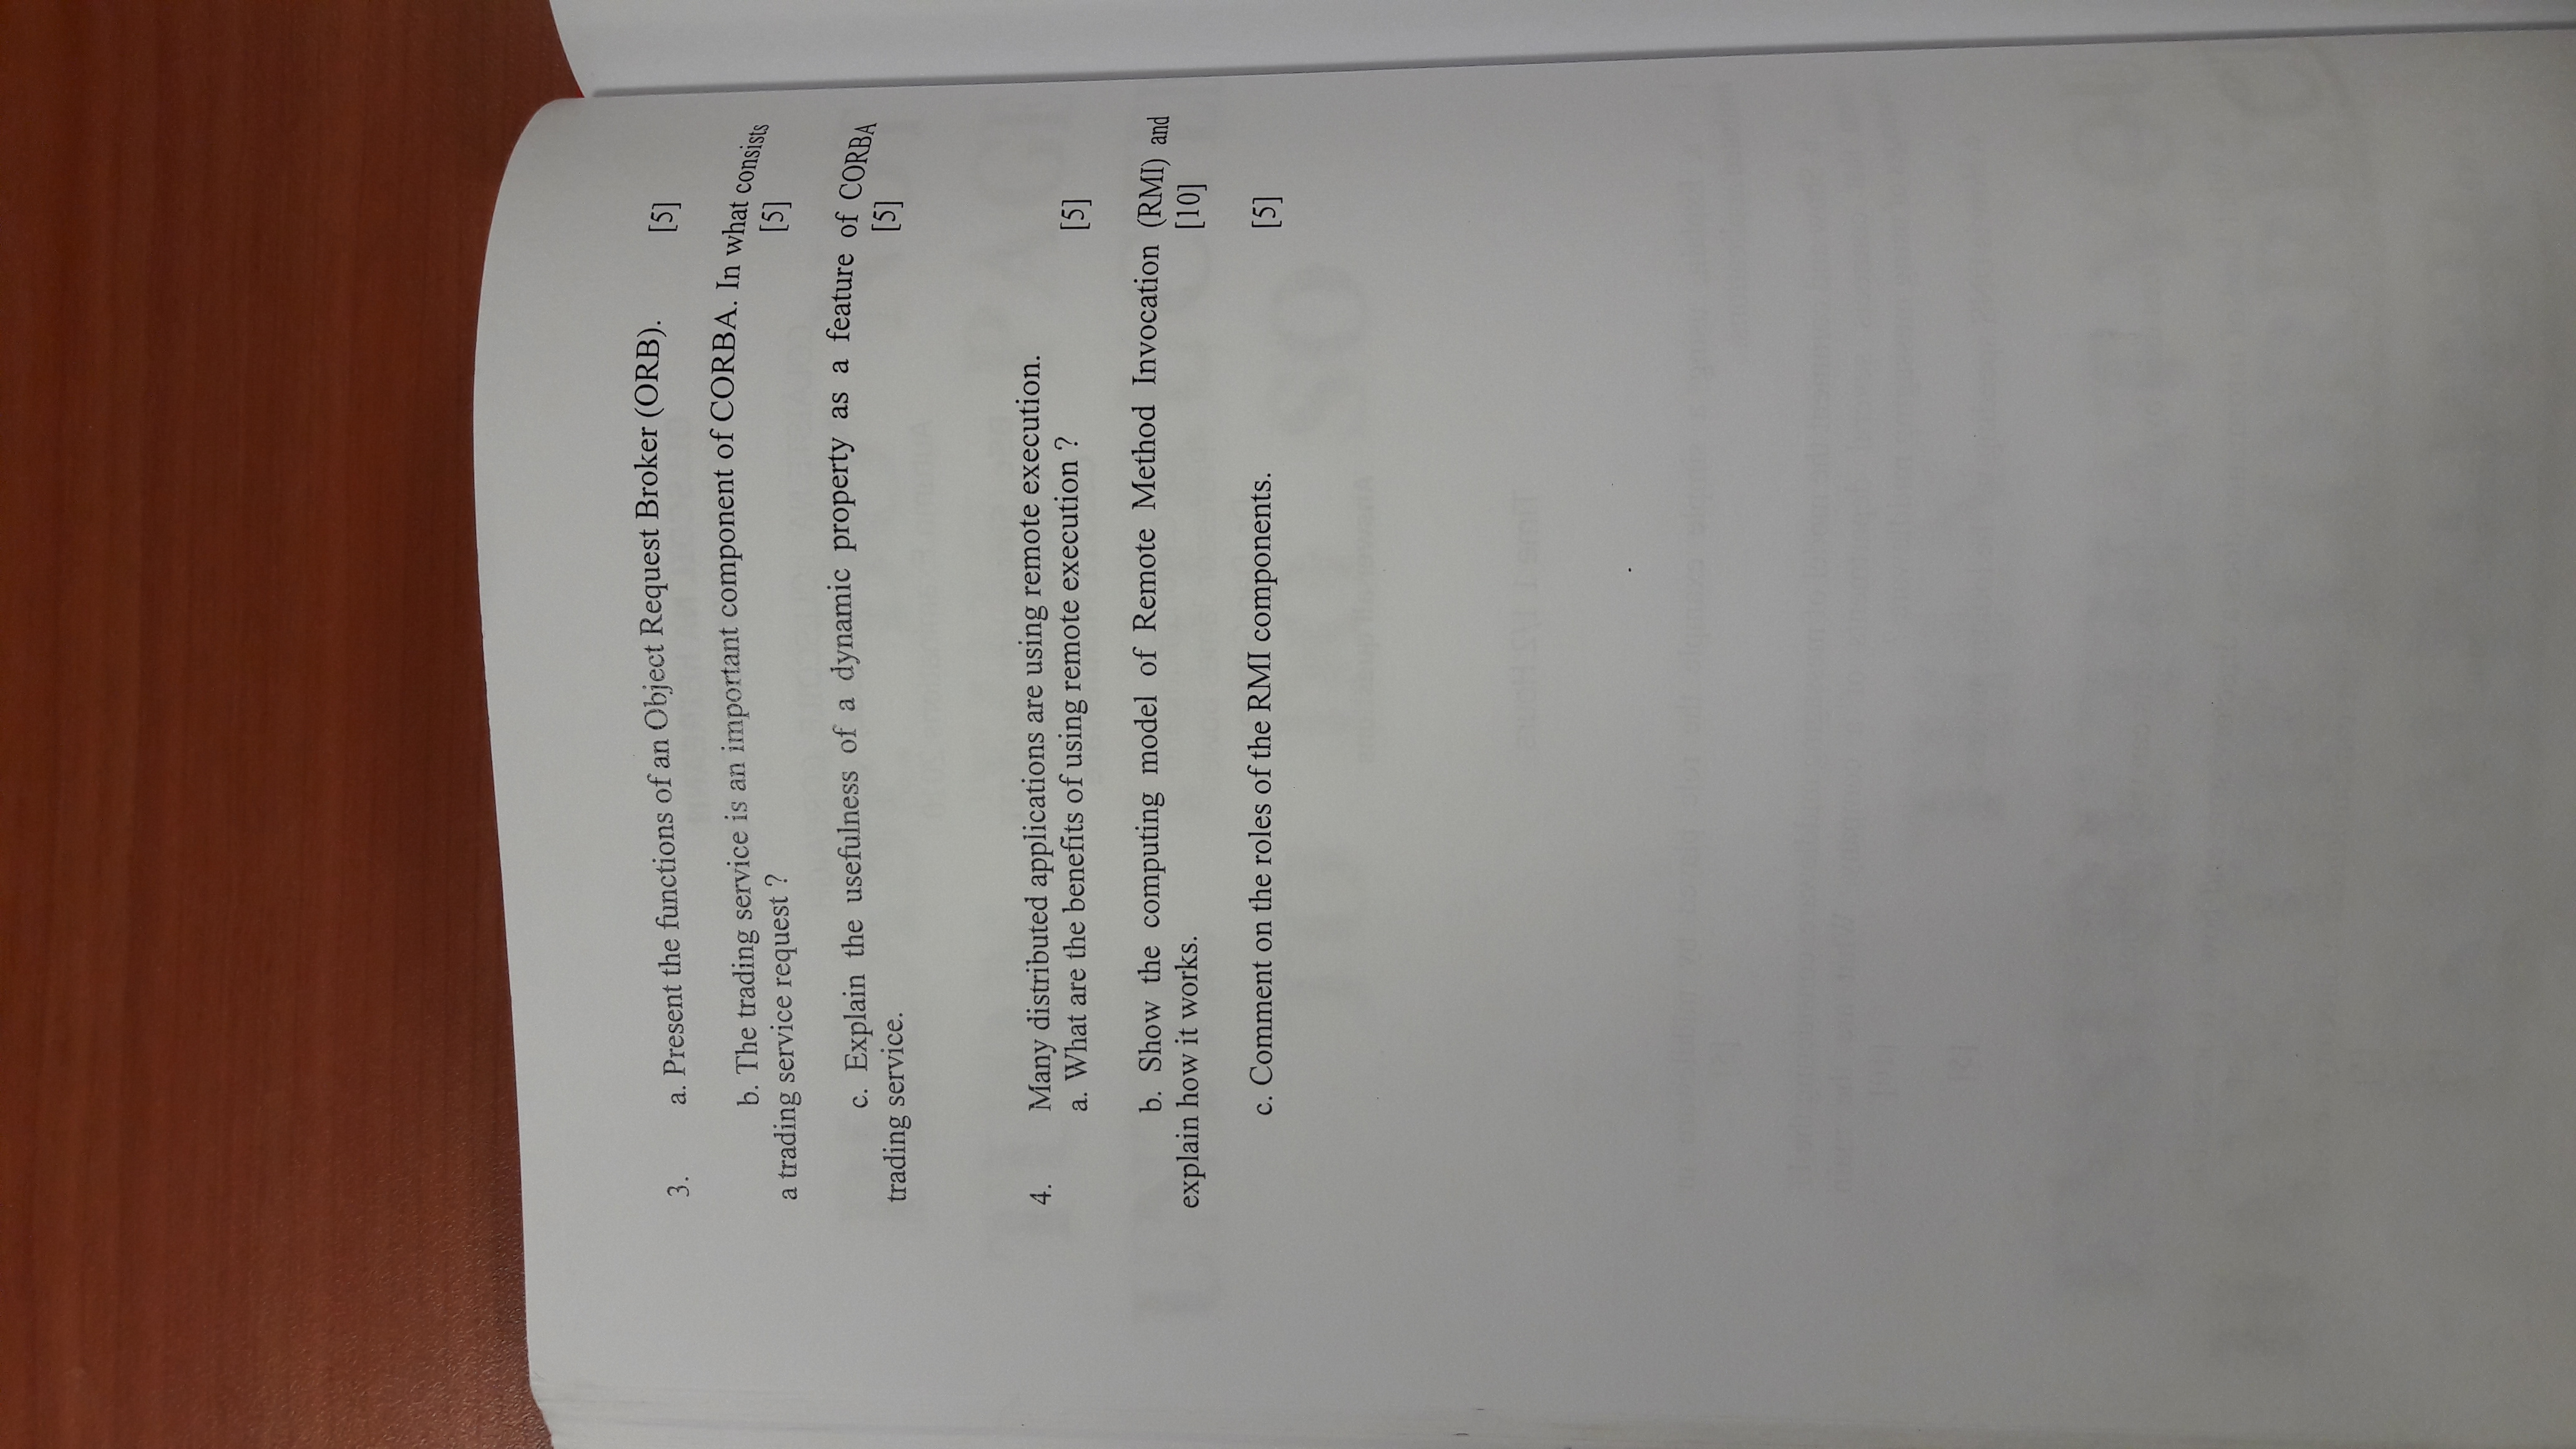 3. a. Present the functions of an Object Request Broker (ORB). [5]
b. The trading service is an important component of CORBA. In what consists
a trading service request ? [5]
c. Explain the usefulness of a dynamic property as a feature of CORBA
trading service. [5]
4. Many distributed applications are using remote execution.
a. What are the benefits of using remote execution ? [5]
b. Show the computing model of Remote Method Invocation (RMI) and
explain how it works. [10]
c. Comment on the roles of the RMI components. [5]